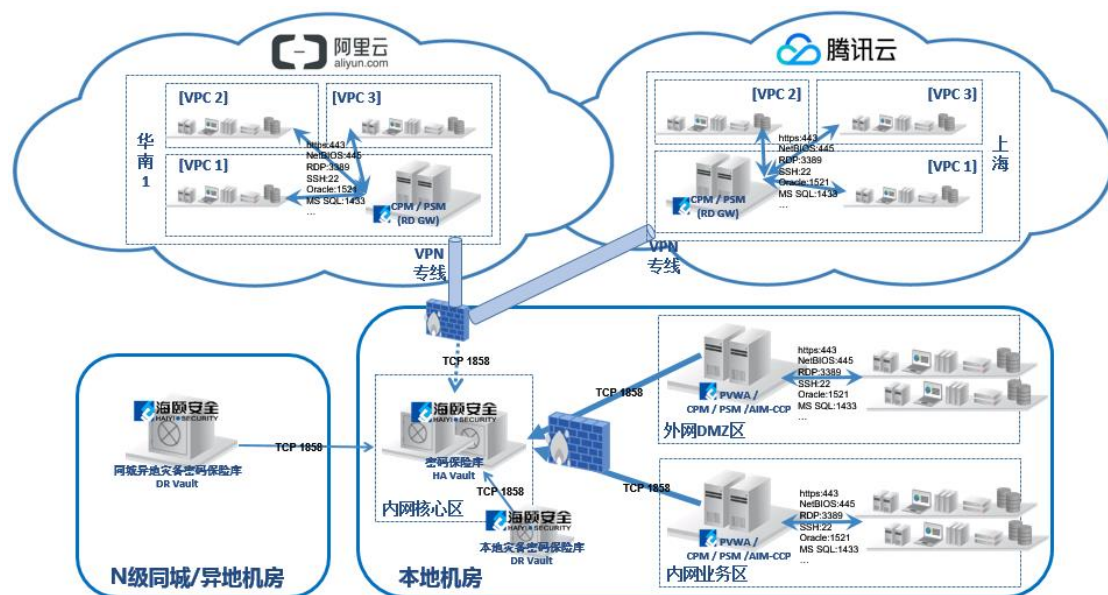 阿里云
aliyun.com
腾讯云
华南1
[VPC 2]
[VPC 3]
[VPC 1]
https:443
NetBIOS:445
RDP:3389
SSH:22
Oracle:1521
MS SQL:1433
...
CPM / PSM
(RD GW)
[VPC 2]
[VPC 3]
[VPC 1]
上海
https:443
NetBIOS:445
RDP:3389
SSH:22
Oracle:1521
MS SQL:1433
...
CPM / PSM
(RD GW)
VPN
专线
VPN
专线
TCP 1858
海颐安全
HAIYI SECURITY
同城异地灾备密码保险库
DR Vault
TCP 1858
N级同城/异地机房
海颐安全
HAIYI SECURITY
密码保险库
HA Vault
TCP 1858
内网核心区
海颐安全
HAIYI SECURITY
本地灾备密码保险库
DR Vault
本地机房
TCP 1858
TCP 1858
https:443
NetBIOS:445
RDP:3389
SSH:22
Oracle:1521
MS SQL:1433
...
PVWA /
CPM / PSM /AIM-CCP
外网DMZ区
https:443
NetBIOS:445
RDP:3389
SSH:22
Oracle:1521
MS SQL:1433
...
PVWA /
CPM / PSM /AIM-CCP
内网业务区